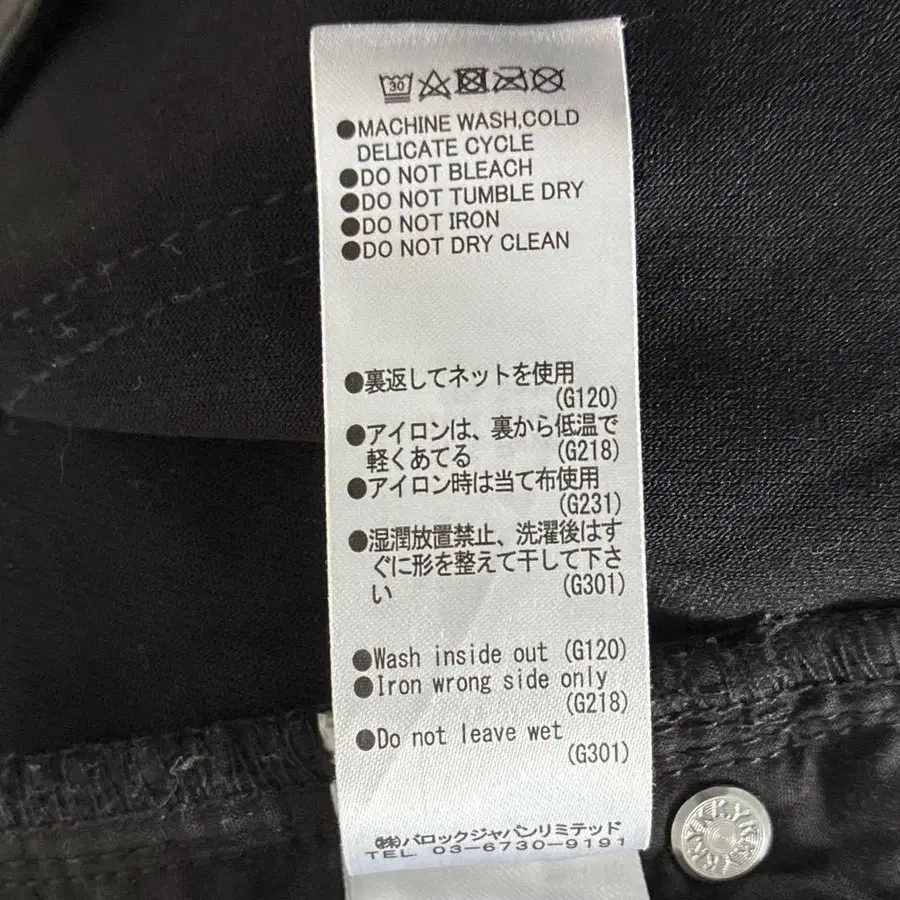 30
●MACHINE WASH,COLD
DELICATE CYCLE
●DO NOT BLEACH
●DO NOT TUMBLE DRY
●DO NOT IRON
●DO NOT DRY CLEAN
●裏返してネットを使用
(G120)
●アイロンは、裏から低温で
軽くあてる (G218)
●アイロン時は当て布使用
(G231)
●湿潤放置禁止、洗濯後はす
ぐに形を整えて干して下さ
い (G301)
●Wash inside out (G120)
●Iron wrong side only
(G218)
●Do not leave wet
(G301)
㈱バロックジャパンリミテッド
TEL. 03-6730-9191